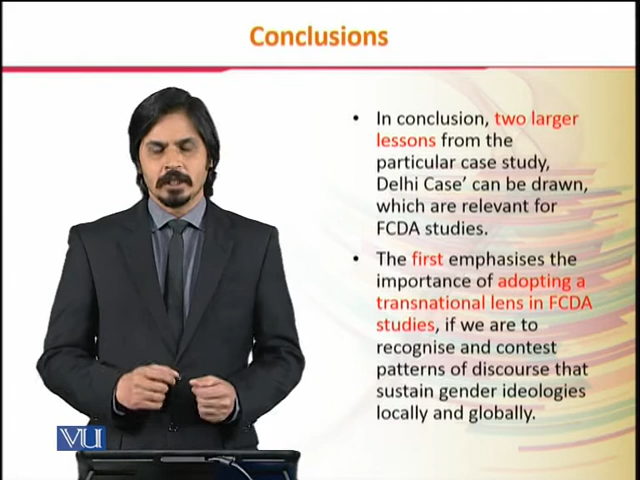 Conclusions
• In conclusion, two larger
lessons from the
particular case study,
Delhi Case’ can be drawn,
which are relevant for
FCDA studies.
• The first emphasises the
importance of adopting a
transnational lens in FCDA
studies, if we are to
recognise and contest
patterns of discourse that
sustain gender ideologies
locally and globally.
VU